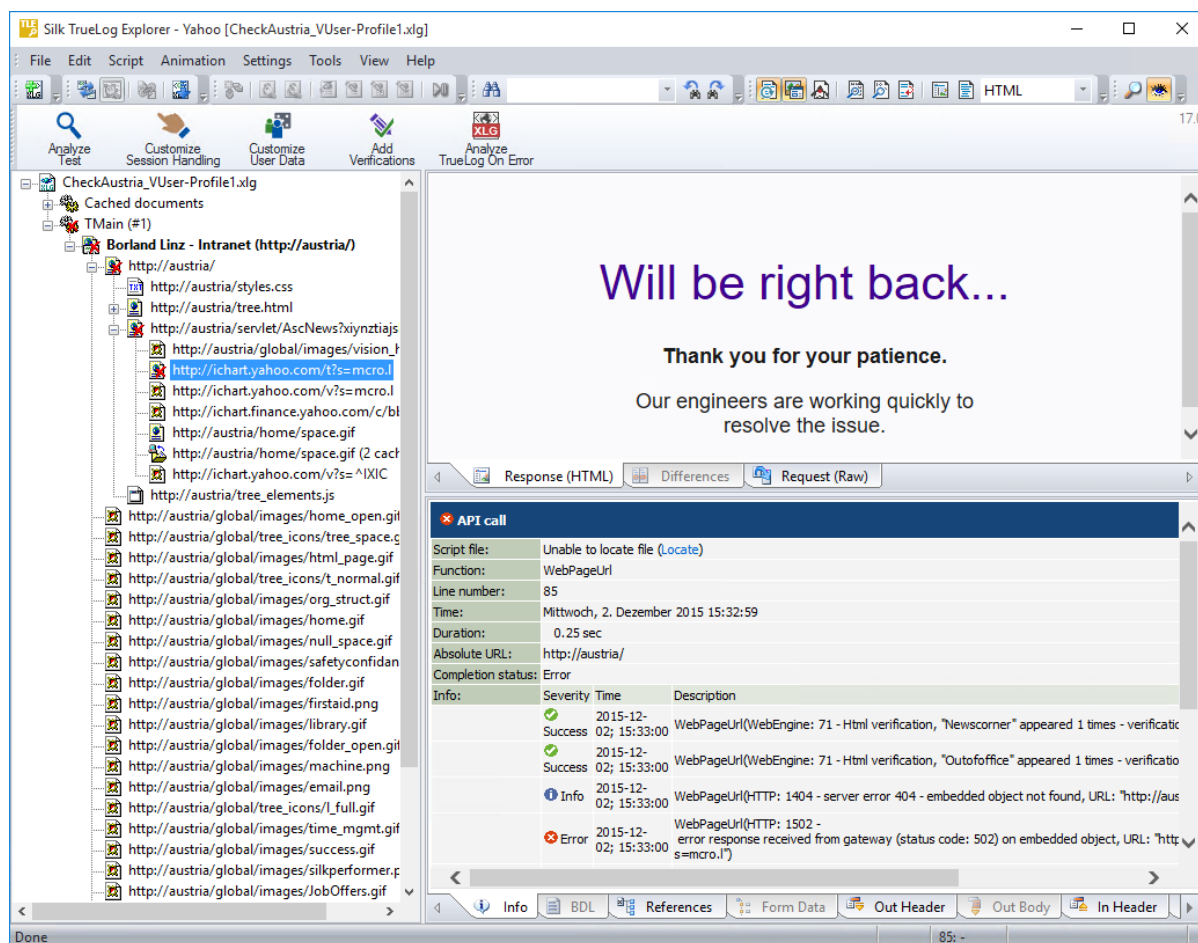 Silk TrueLog Explorer - Yahoo [CheckAustria_VUser-Profile1.xlg]
File Edit Script Animation Settings Tools View Help
HTML
17.
Analyze Test
Customize Session Handling
Customize User Data
Add Verifications
Analyze TrueLog On Error
CheckAustria_VUser-Profile1.xlg
Cached documents
TMain (#1)
Borland Linz - Intranet (http://austria/)
http://austria/
http://austria/styles.css
http://austria/tree.html
http://austria/servlet/AscNews?xiynztiajs
http://austria/global/images/vision_h
http://ichart.yahoo.com/t?s=mcro.l
http://ichart.yahoo.com/v?s=mcro.l
http://ichart.finance.yahoo.com/c/bl
http://austria/home/space.gif
http://austria/home/space.gif (2 cach
http://ichart.yahoo.com/v?s=^IXIC
http://austria/tree_elements.js
http://austria/global/images/home_open.gif
http://austria/global/tree_icons/tree_space.g
http://austria/global/images/html_page.gif
http://austria/global/tree_icons/t_normal.gif
http://austria/global/images/org_struct.gif
http://austria/global/images/home.gif
http://austria/global/images/null_space.gif
http://austria/global/images/safetyconfidan
http://austria/global/images/folder.gif
http://austria/global/images/firstaid.png
http://austria/global/images/library.gif
http://austria/global/images/folder_open.gif
http://austria/global/images/machine.png
http://austria/global/images/email.png
http://austria/global/tree_icons/l_full.gif
http://austria/global/images/time_mgmt.gif
http://austria/global/images/success.gif
http://austria/global/images/silkperformer.p
http://austria/global/images/JobOffers.gif
Will be right back...
Thank you for your patience.
Our engineers are working quickly to
resolve the issue.
Response (HTML) Differences Request (Raw)
API call
Script file: Unable to locate file (Locate)
Function: WebPageUrl
Line number: 85
Time: Mittwoch, 2. Dezember 2015 15:32:59
Duration: 0.25 sec
Absolute URL: http://austria/
Completion status: Error
Info: Severity Time Description
Success 2015-12-02; 15:33:00 WebPageUrl(WebEngine: 71 - Html verification, "Newscorner" appeared 1 times - verificatio
Success 2015-12-02; 15:33:00 WebPageUrl(WebEngine: 71 - Html verification, "Outofoffice" appeared 1 times - verificatio
Info 2015-12-02; 15:33:00 WebPageUrl(HTTP: 1404 - server error 404 - embedded object not found, URL: "http://aus
Error 2015-12-02; 15:33:00 WebPageUrl(HTTP: 1502 -
error response received from gateway (status code: 502) on embedded object, URL: "http
s=mcro.l")
Info BDL References Form Data Out Header Out Body In Header
Done 85: -